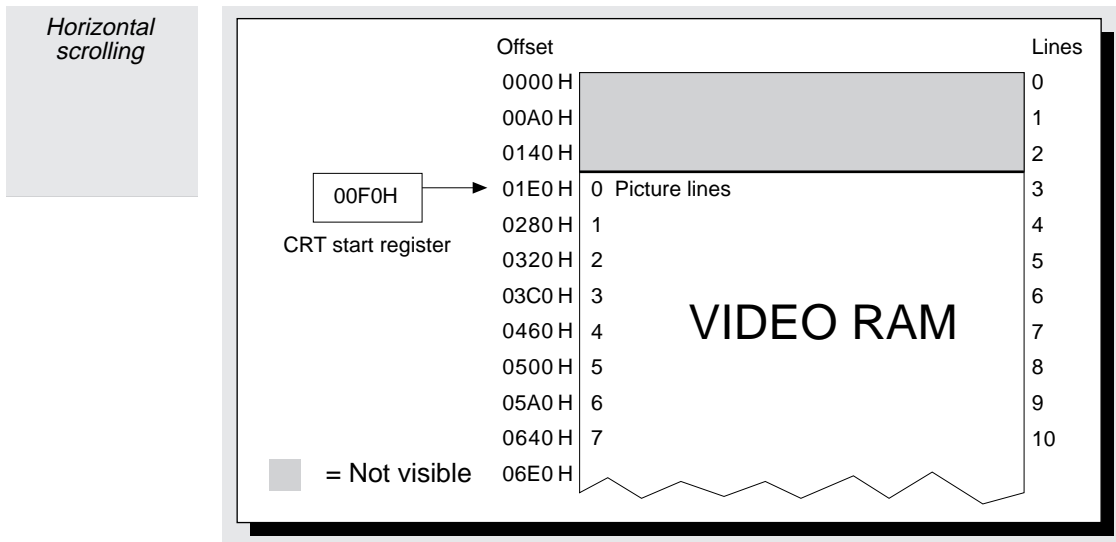 Horizontal
scrolling
Offset Lines
0000 H 0
00A0 H 1
0140 H 2
00F0H 01E0 H 0 Picture lines 3
CRT start register
0280 H 1 4
0320 H 2 5
03C0 H 3 6
VIDEO RAM
0460 H 4 7
0500 H 5 8
05A0 H 6 9
0640 H 7 10
= Not visible 06E0 H